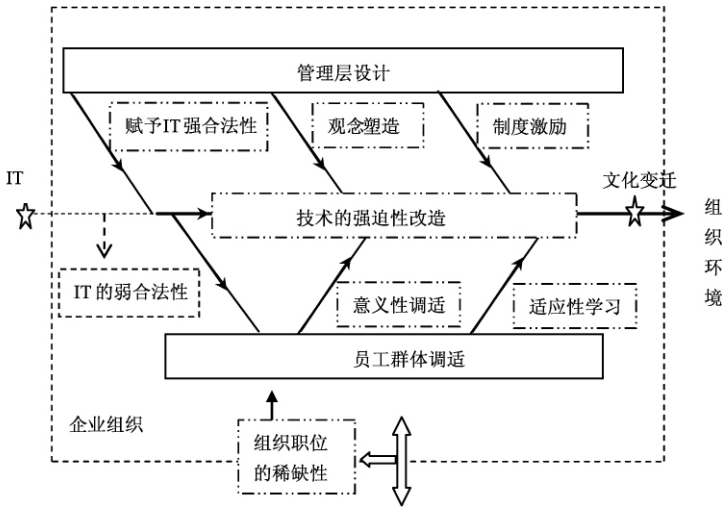 管理层设计
赋予IT强合法性
观念塑造
制度激励
IT
文化变迁
技术的强迫性改造
组
织
环
境
IT 的弱合法性
意义性调适
适应性学习
员工群体调适
企业组织
组织职位
的稀缺性